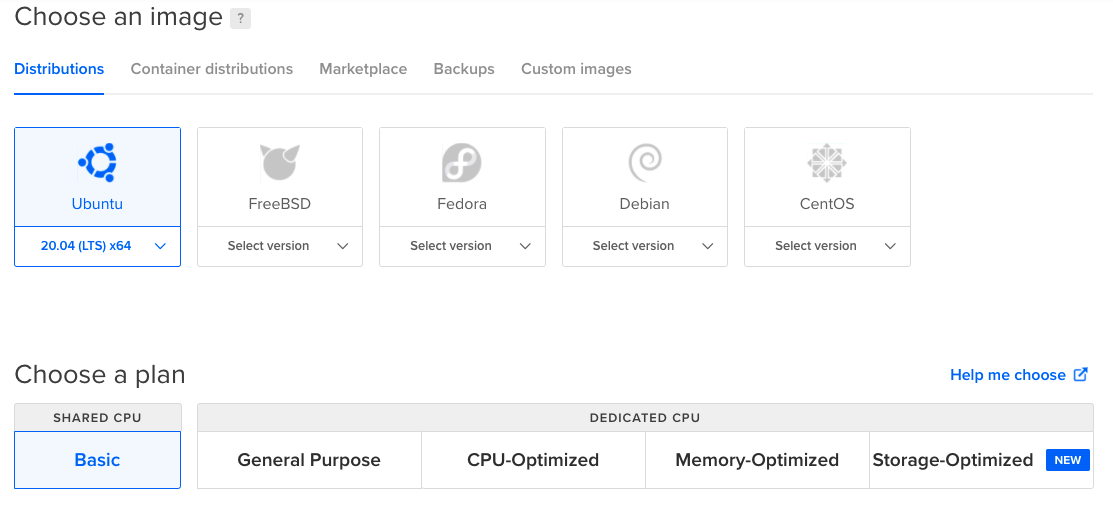 Choose an image ?
Distributions Container distributions Marketplace Backups Custom images
Ubuntu FreeBSD Fedora Debian CentOS
20.04 (LTS) x64 Select version Select version Select version Select version
Choose a plan Help me choose
SHARED CPU DEDICATED CPU
Basic General Purpose CPU-Optimized Memory-Optimized Storage-Optimized NEW